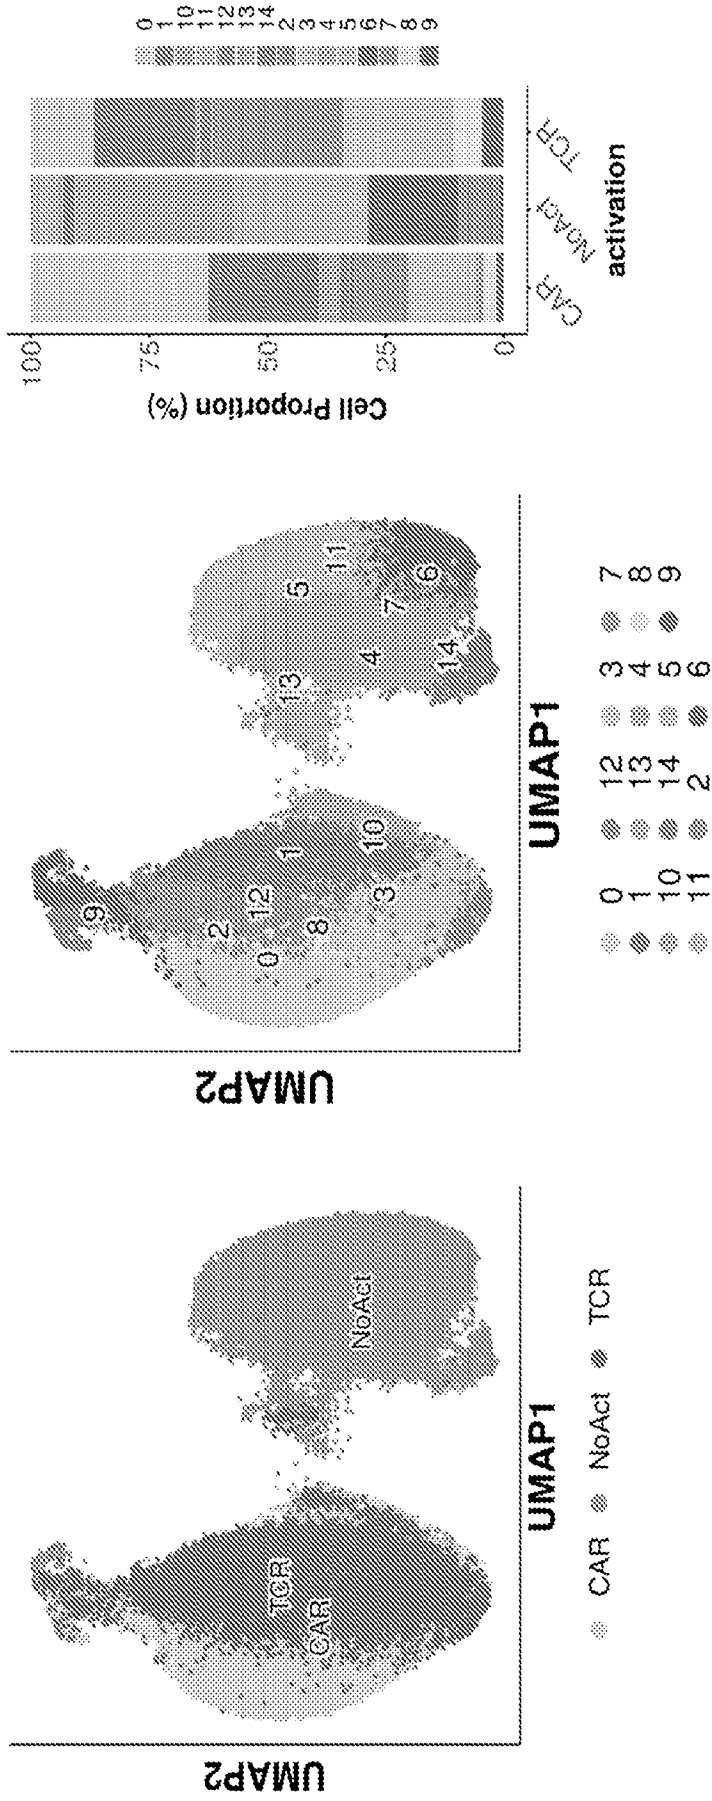 UMAP2
TCR
CAR
NoAct
UMAP1
CAR NoAct TCR
UMAP2
9
2
12
1
0
8
3
10
13
5
11
4
7
6
14
UMAP1
0 12 3 7
1 13 4 8
10 14 5 9
11 2 6
Cell Proportion (%)
100
75
50
25
0
CAR
NoAct
TCR
activation
0
1
10
11
12
13
14
2
3
4
5
6
7
8
9